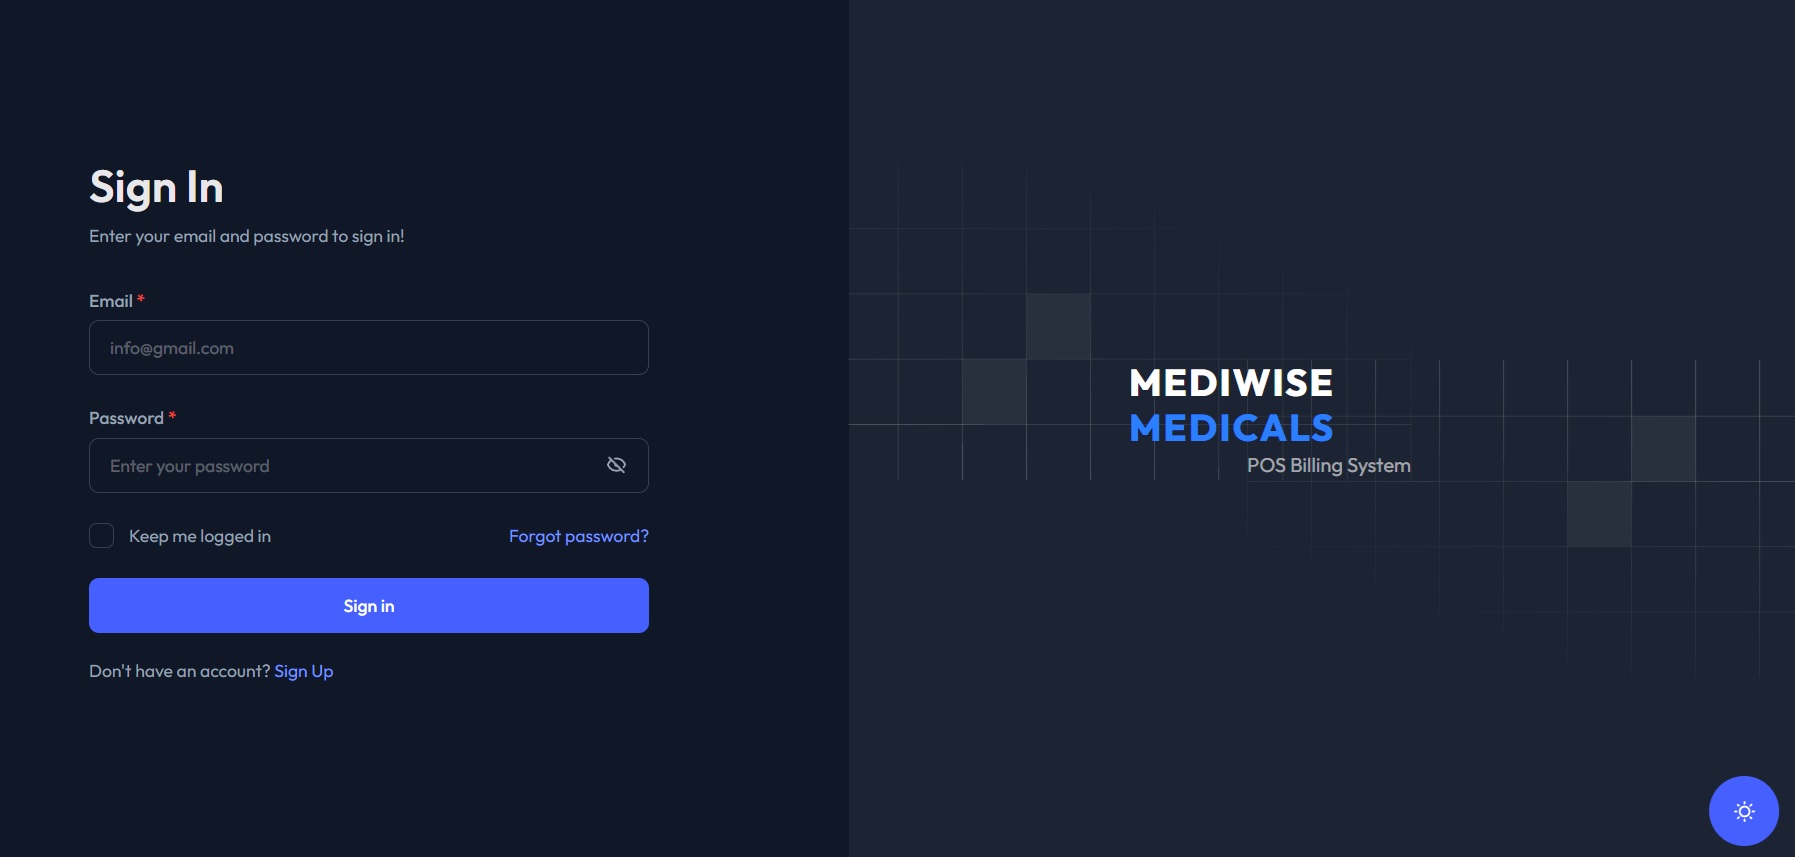 Sign In
Enter your email and password to sign in!
Email *
info@gmail.com
Password *
Enter your password
Keep me logged in
Forgot password?
Sign in
Don't have an account? Sign Up
MEDIWISE
MEDICALS
POS Billing System